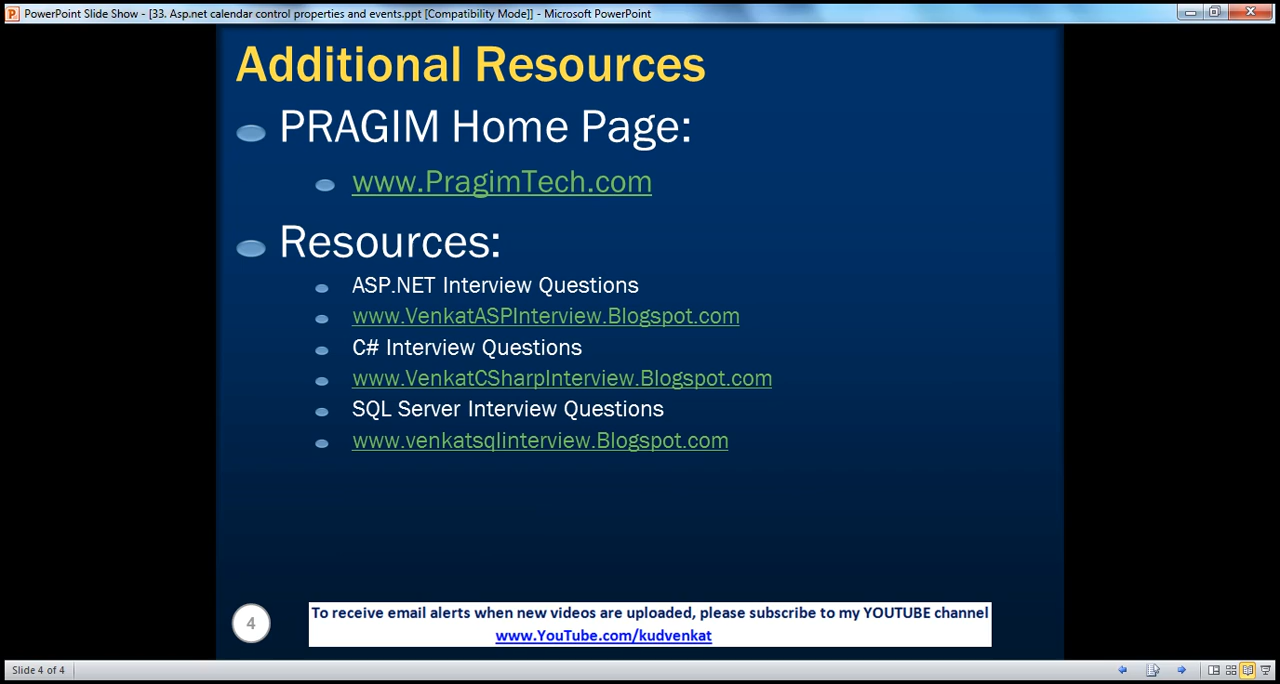 PowerPoint Slide Show - [33. Asp.net calendar control properties and events.ppt [Compatibility Mode]] - Microsoft PowerPoint
Additional Resources
PRAGIM Home Page:
www.PragimTech.com
Resources:
ASP.NET Interview Questions
www.VenkatASPInterview.Blogspot.com
C# Interview Questions
www.VenkatCSharpInterview.Blogspot.com
SQL Server Interview Questions
www.venkatsqlinterview.Blogspot.com
4
To receive email alerts when new videos are uploaded, please subscribe to my YOUTUBE channel
www.YouTube.com/kudvenkat
Slide 4 of 4